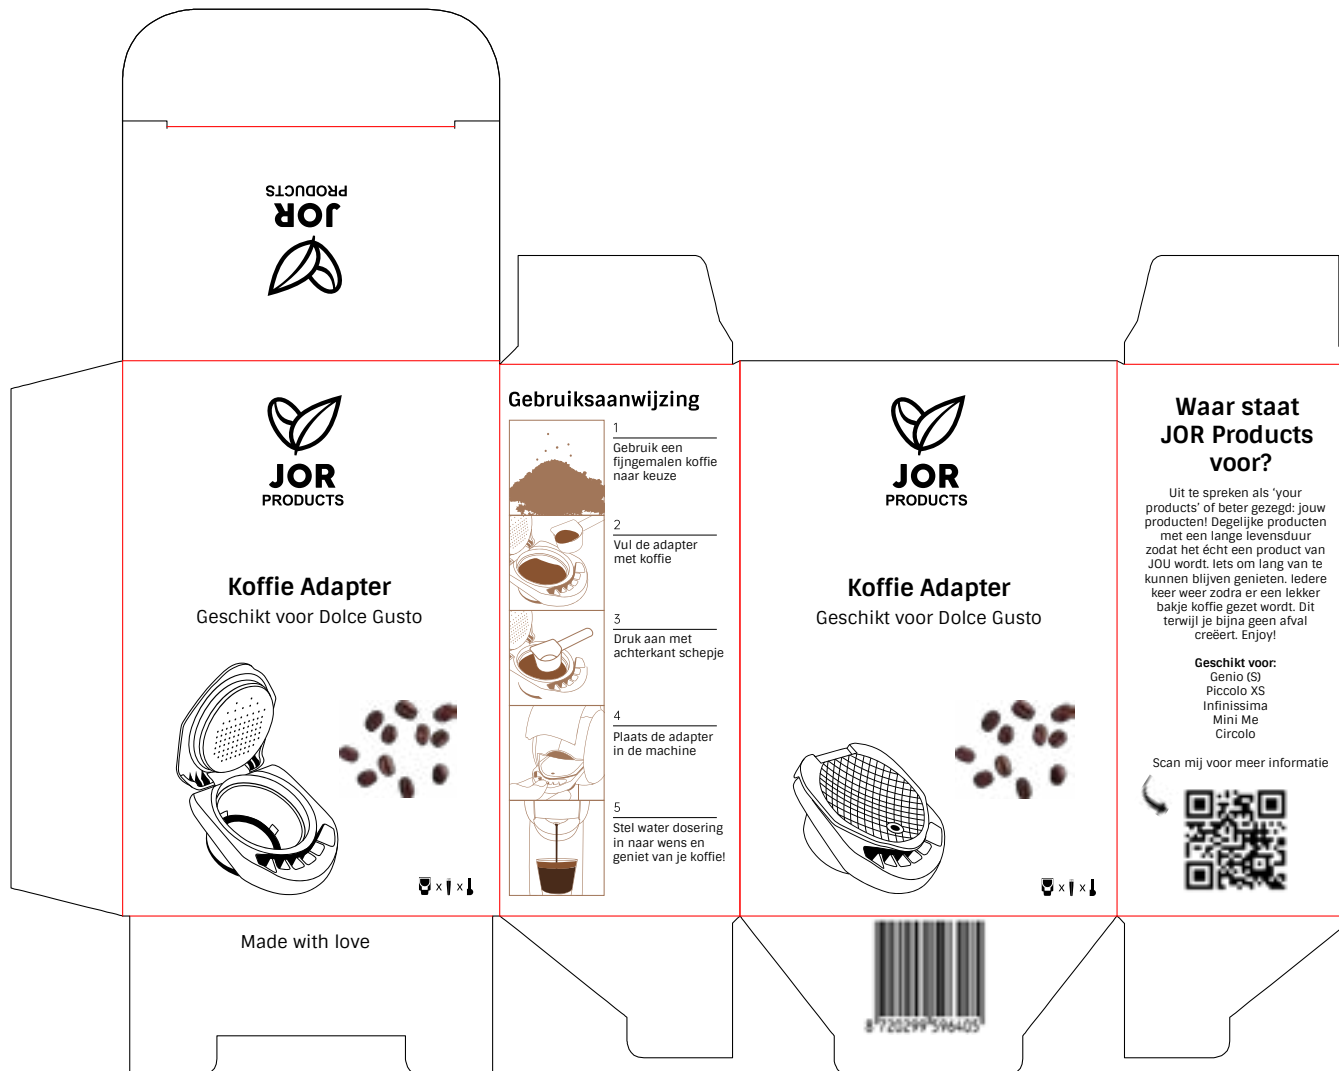 PRODUCTS
JOR
JOR
PRODUCTS
Koffie Adapter
Geschikt voor Dolce Gusto
x x
Made with love
Gebruiksaanwijzing
1
Gebruik een
fijngemalen koffie
naar keuze
2
Vul de adapter
met koffie
3
Druk aan met
achterkant schepje
4
Plaats de adapter
in de machine
5
Stel water dosering
in naar wens en
geniet van je koffie!
JOR
PRODUCTS
Koffie Adapter
Geschikt voor Dolce Gusto
x x
8 720299 596405
Waar staat
JOR Products
voor?
Uit te spreken als 'your
products' of beter gezegd: jouw
producten! Degelijke producten
met een lange levensduur
zodat het écht een product van
JOU wordt. Iets om lang van te
kunnen blijven genieten. Iedere
keer weer zodra er een lekker
bakje koffie gezet wordt. Dit
terwijl je bijna geen afval
creëert. Enjoy!
Geschikt voor:
Genio (S)
Piccolo XS
Infinissima
Mini Me
Circolo
Scan mij voor meer informatie